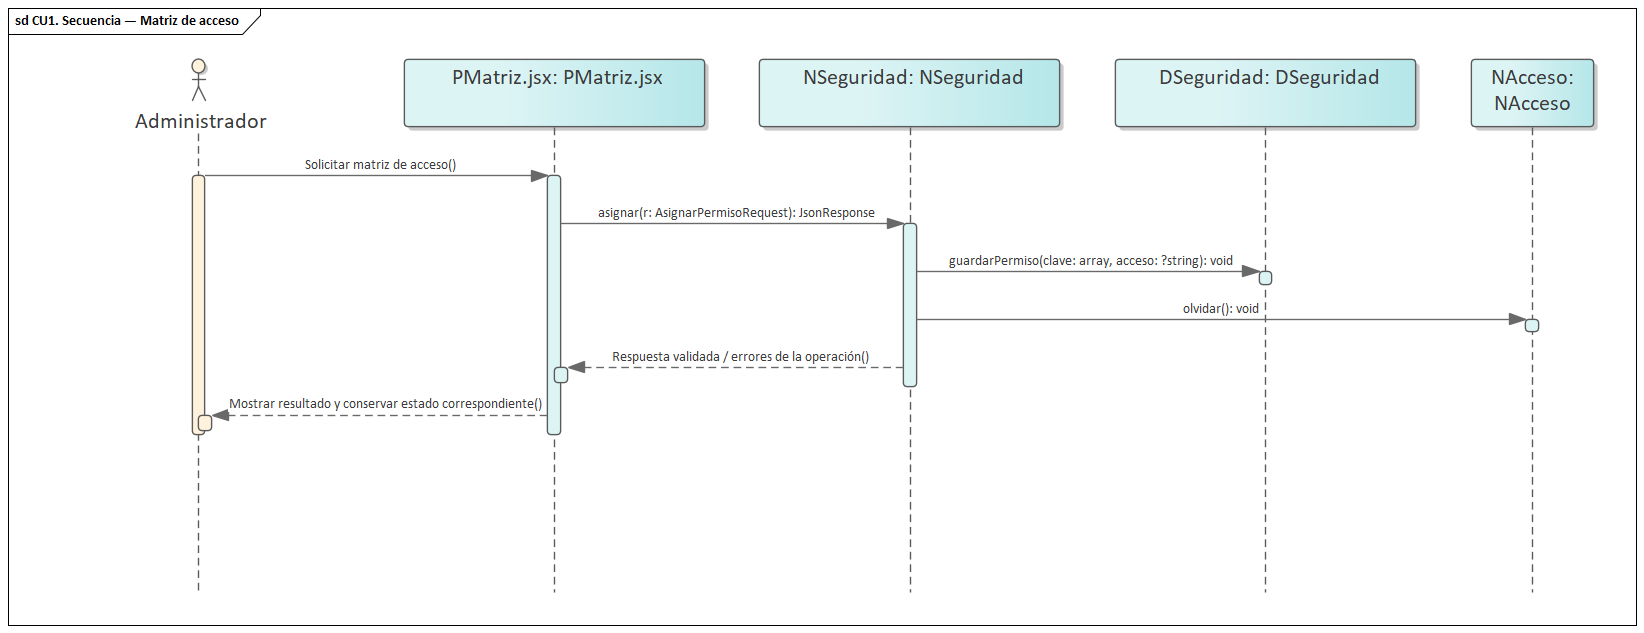 sd CU1. Secuencia — Matriz de acceso
Administrador
PMatriz.jsx: PMatriz.jsx
NSeguridad: NSeguridad
DSeguridad: DSeguridad
NAcceso:
NAcceso
Solicitar matriz de acceso()
asignar(r: AsignarPermisoRequest): JsonResponse
guardarPermiso(clave: array, acceso: ?string): void
olvidar(): void
Respuesta validada / errores de la operación()
Mostrar resultado y conservar estado correspondiente()